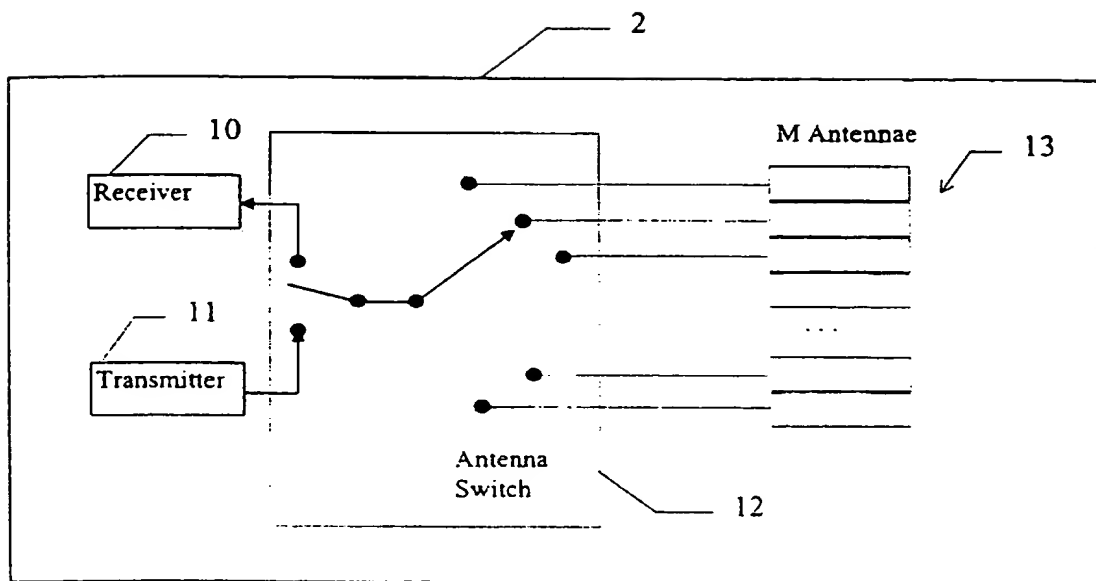 2
10
M Antennae
13
Receiver
11
Transmitter
...
Antenna
Switch
12